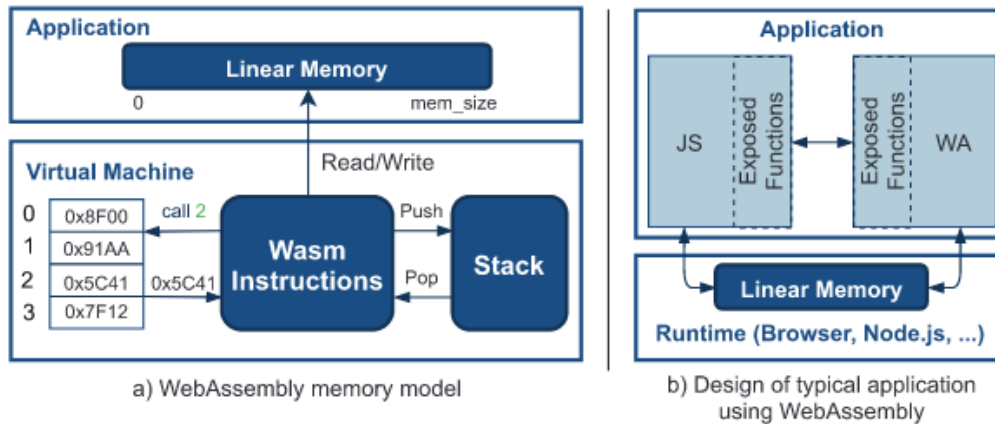 Application
Linear Memory
0 mem_size
Read/Write
Virtual Machine
0 0x8F00 call 2 Push
1 0x91AA
Wasm
Instructions
Stack
2 0x5C41 0x5C41 Pop
3 0x7F12
a) WebAssembly memory model
Application
JS
Exposed
Functions
Exposed
Functions
WA
Linear Memory
Runtime (Browser, Node.js, ...)
b) Design of typical application
using WebAssembly